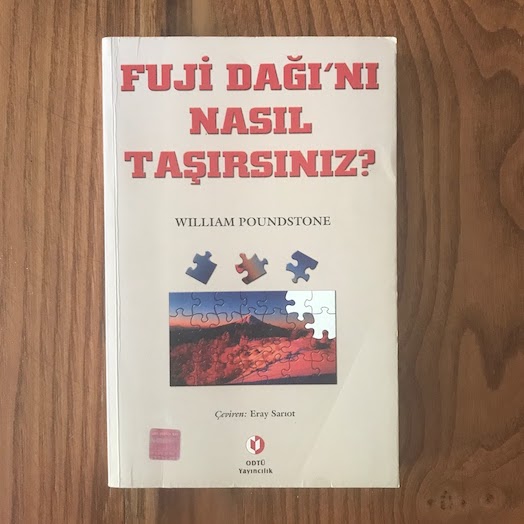 FUJİ DAĞI'NI
NASIL
TAŞIRSINIZ?
WILLIAM POUNDSTONE
Çeviren: Eray Sarıot
ODTÜ
Yayıncılık